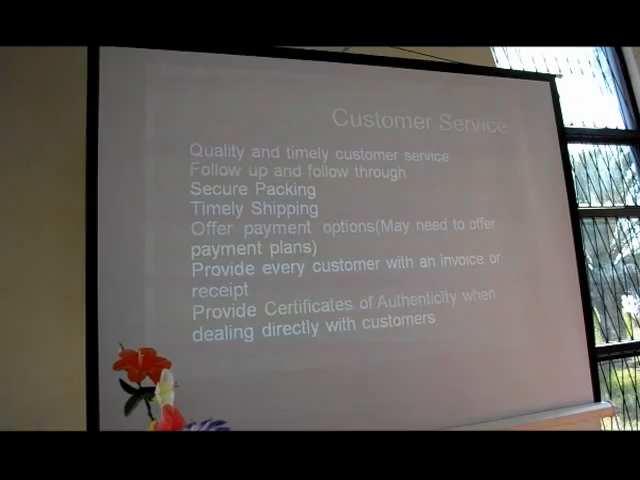 Customer Service
Quality and timely customer service
Follow up and follow through
Secure Packing
Timely Shipping
Offer payment options(May need to offer
payment plans)
Provide every customer with an invoice or
receipt
Provide Certificates of Authenticity when
dealing directly with customers